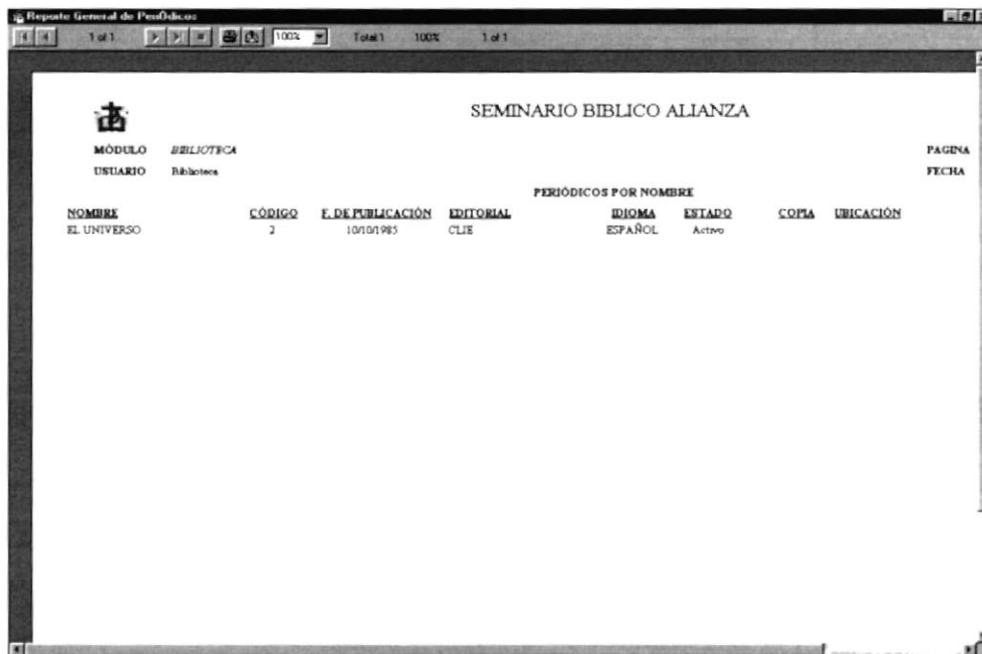 Reporte General de PeriÓdicos
1 of 1 100% Total:1 100% 1 of 1
SEMINARIO BIBLICO ALIANZA
MÓDULO BIBLIOTECA PAGINA
USUARIO Biblioteca FECHA
PERIÓDICOS POR NOMBRE
NOMBRE CÓDIGO F. DE PUBLICACIÓN EDITORIAL IDIOMA ESTADO COPIA UBICACIÓN
EL UNIVERSO 2 10/10/1985 CLIE ESPAÑOL Activo